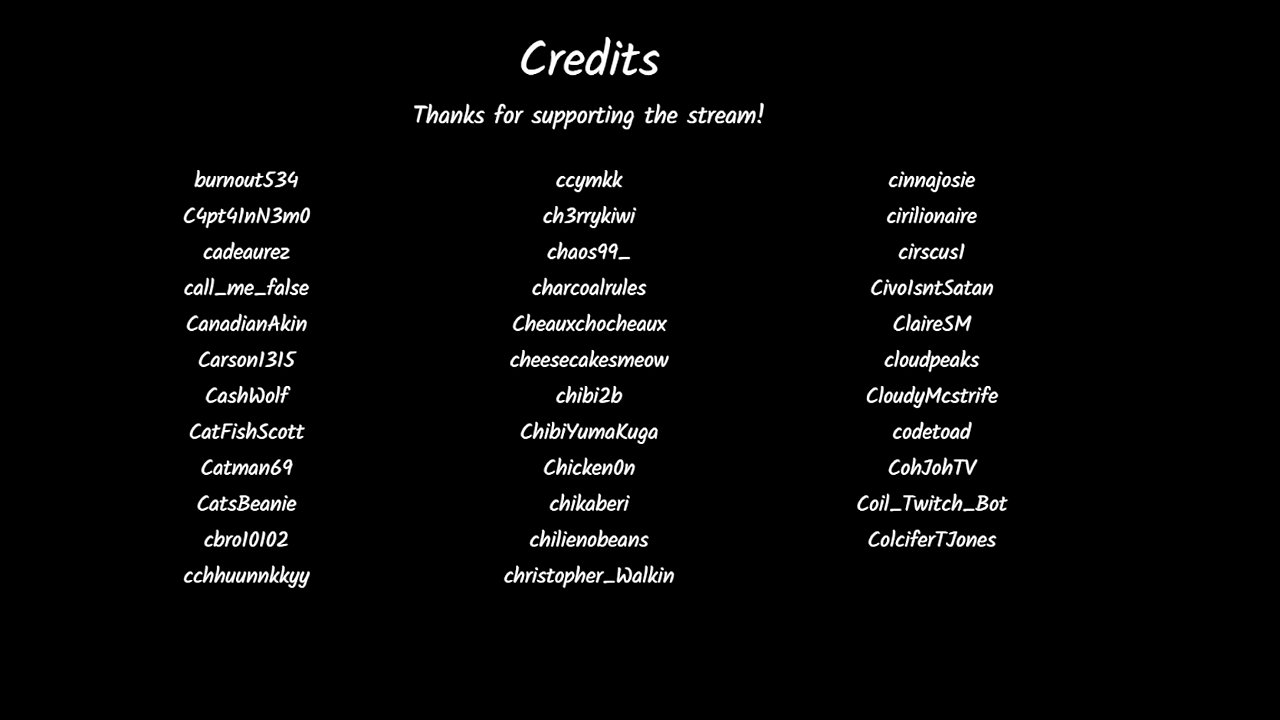 Credits
Thanks for supporting the stream!
burnout534
C4pt41nN3m0
cadeaurez
call_me_false
CanadianAkin
Carson1315
CashWolf
CatFishScott
Catman69
CatsBeanie
cbro10102
cchhuunnkkyy
ccymkk
ch3rrykiwi
chaos99_
charcoalrules
Cheauxchocheaux
cheesecakesmeow
chibi2b
ChibiYumaKuga
Chicken0n
chikaberi
chilienobeans
christopher_Walkin
cinnajosie
cirilionaire
cirscus1
CivoIsntSatan
ClaireSM
cloudpeaks
CloudyMcstrife
codetoad
CohJohTV
Coil_Twitch_Bot
ColciferTJones